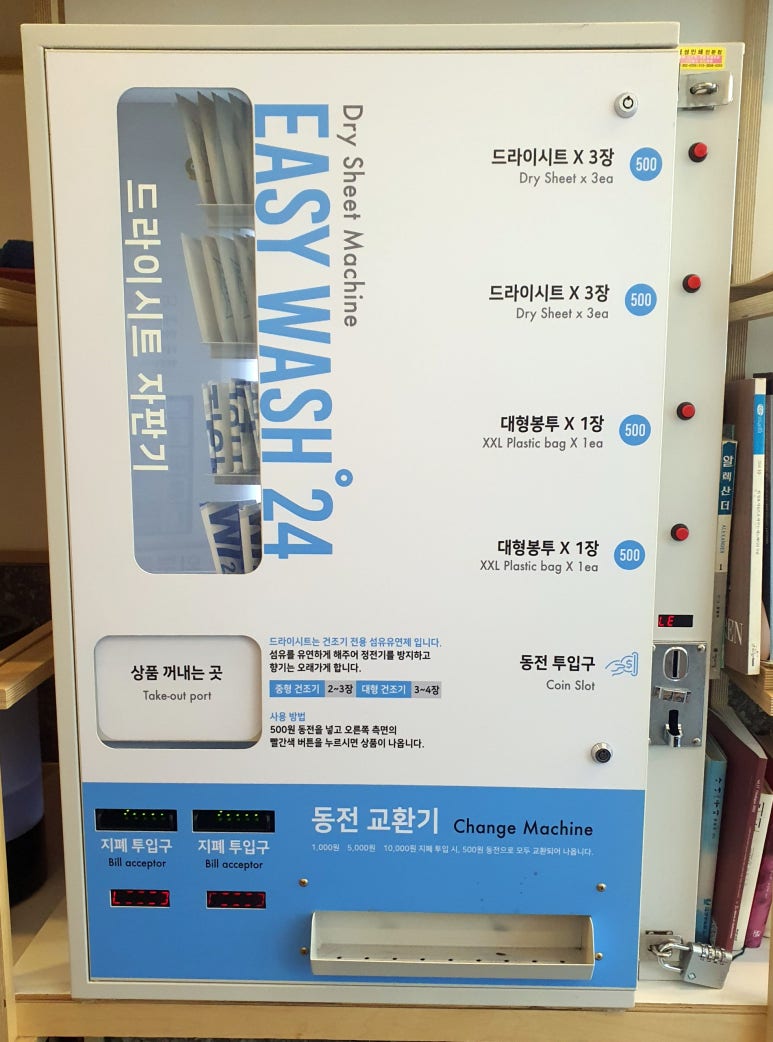 드라이시트 자판기
EASY WASH 24
Dry Sheet Machine
드라이시트 X 3장
Dry Sheet x 3ea
500
드라이시트 X 3장
Dry Sheet x 3ea
500
대형봉투 X 1장
XXL Plastic bag X 1ea
500
대형봉투 X 1장
XXL Plastic bag X 1ea
500
상품 꺼내는 곳
Take-out port
드라이시트는 건조기 전용 섬유유연제 입니다.
섬유를 유연하게 해주어 정전기를 방지하고
향기는 오래가게 합니다.
중형 건조기 2~3장 대형 건조기 3~4장
사용 방법
500원 동전을 넣고 오른쪽 측면의
빨간색 버튼을 누르시면 상품이 나옵니다.
동전 투입구
Coin Slot
지폐 투입구
Bill acceptor
지폐 투입구
Bill acceptor
동전 교환기 Change Machine
1,000원 5,000원 10,000원 지폐 투입 시, 500원 동전으로 모두 교환되어 나옵니다.
알렉산더
ALEXANDER
1